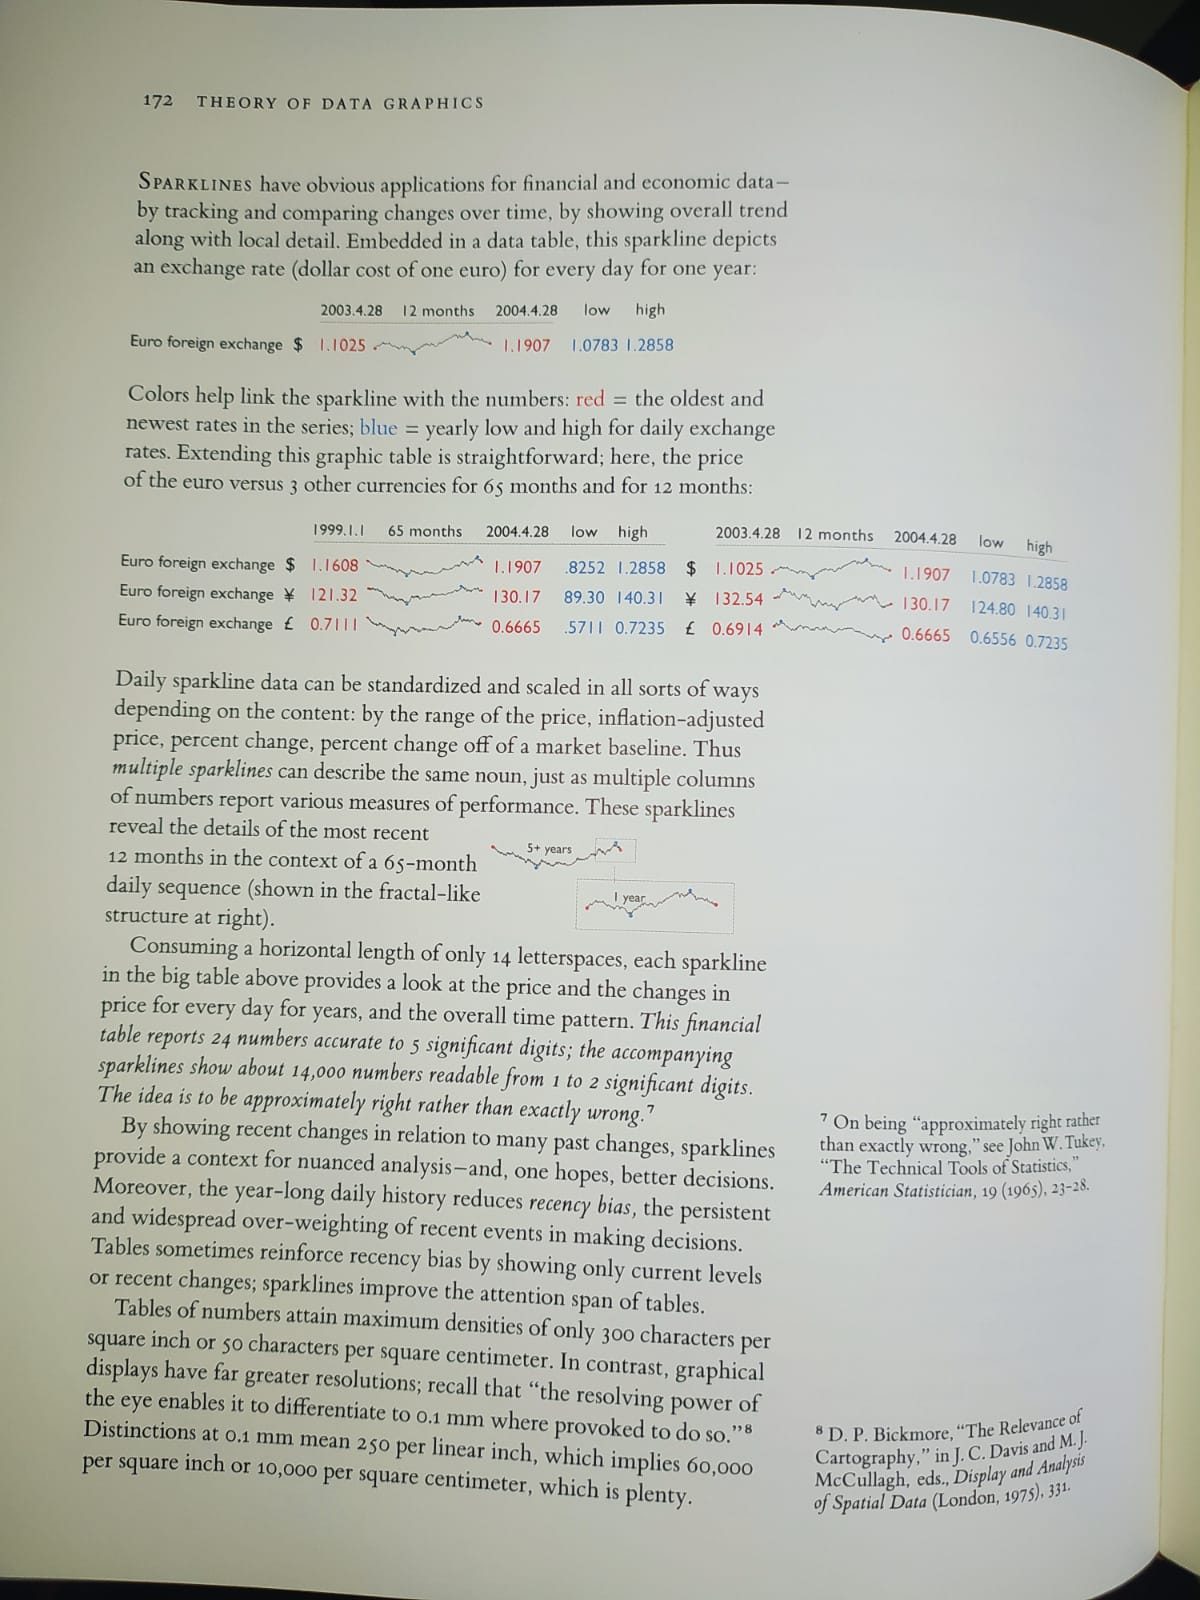 172 THEORY OF DATA GRAPHICS
SPARKLINES have obvious applications for financial and economic data—
by tracking and comparing changes over time, by showing overall trend
along with local detail. Embedded in a data table, this sparkline depicts
an exchange rate (dollar cost of one euro) for every day for one year:
2003.4.28 12 months 2004.4.28 low high
Euro foreign exchange $ 1.1025 1.1907 1.0783 1.2858
Colors help link the sparkline with the numbers: red = the oldest and
newest rates in the series; blue = yearly low and high for daily exchange
rates. Extending this graphic table is straightforward; here, the price
of the euro versus 3 other currencies for 65 months and for 12 months:
1999.1.1 65 months 2004.4.28 low high 2003.4.28 12 months 2004.4.28 low high
Euro foreign exchange $ 1.1608 1.1907 .8252 1.2858 $ 1.1025 1.1907 1.0783 1.2858
Euro foreign exchange ¥ 121.32 130.17 89.30 140.31 ¥ 132.54 130.17 124.80 140.31
Euro foreign exchange £ 0.7111 0.6665 .5711 0.7235 £ 0.6914 0.6665 0.6556 0.7235
Daily sparkline data can be standardized and scaled in all sorts of ways
depending on the content: by the range of the price, inflation-adjusted
price, percent change, percent change off of a market baseline. Thus
multiple sparklines can describe the same noun, just as multiple columns
of numbers report various measures of performance. These sparklines
reveal the details of the most recent
12 months in the context of a 65-month
daily sequence (shown in the fractal-like
structure at right).
5+ years
1 year
Consuming a horizontal length of only 14 letterspaces, each sparkline
in the big table above provides a look at the price and the changes in
price for every day for years, and the overall time pattern. This financial
table reports 24 numbers accurate to 5 significant digits; the accompanying
sparklines show about 14,000 numbers readable from 1 to 2 significant digits.
The idea is to be approximately right rather than exactly wrong.⁷
By showing recent changes in relation to many past changes, sparklines
provide a context for nuanced analysis—and, one hopes, better decisions.
Moreover, the year-long daily history reduces recency bias, the persistent
and widespread over-weighting of recent events in making decisions.
Tables sometimes reinforce recency bias by showing only current levels
or recent changes; sparklines improve the attention span of tables.
Tables of numbers attain maximum densities of only 300 characters per
square inch or 50 characters per square centimeter. In contrast, graphical
displays have far greater resolutions; recall that “the resolving power of
the eye enables it to differentiate to 0.1 mm where provoked to do so.”⁸
Distinctions at 0.1 mm mean 250 per linear inch, which implies 60,000
per square inch or 10,000 per square centimeter, which is plenty.
⁷ On being “approximately right rather
than exactly wrong,” see John W. Tukey,
“The Technical Tools of Statistics,”
American Statistician, 19 (1965), 23-28.
⁸ D. P. Bickmore, “The Relevance of
Cartography,” in J. C. Davis and M. J.
McCullagh, eds., Display and Analysis
of Spatial Data (London, 1975), 331.